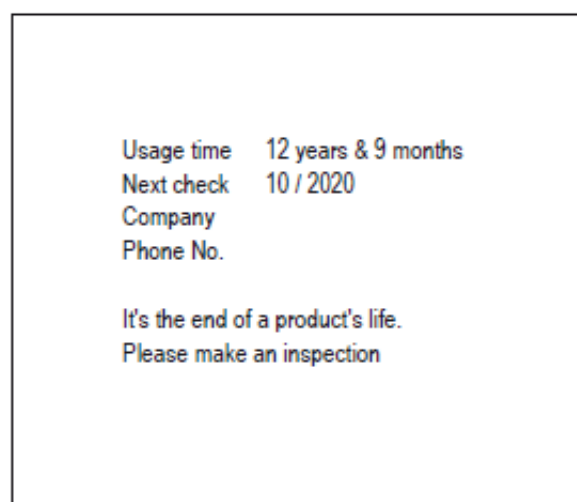 Usage time 12 years & 9 months
Next check 10 / 2020
Company
Phone No.
It's the end of a product's life.
Please make an inspection